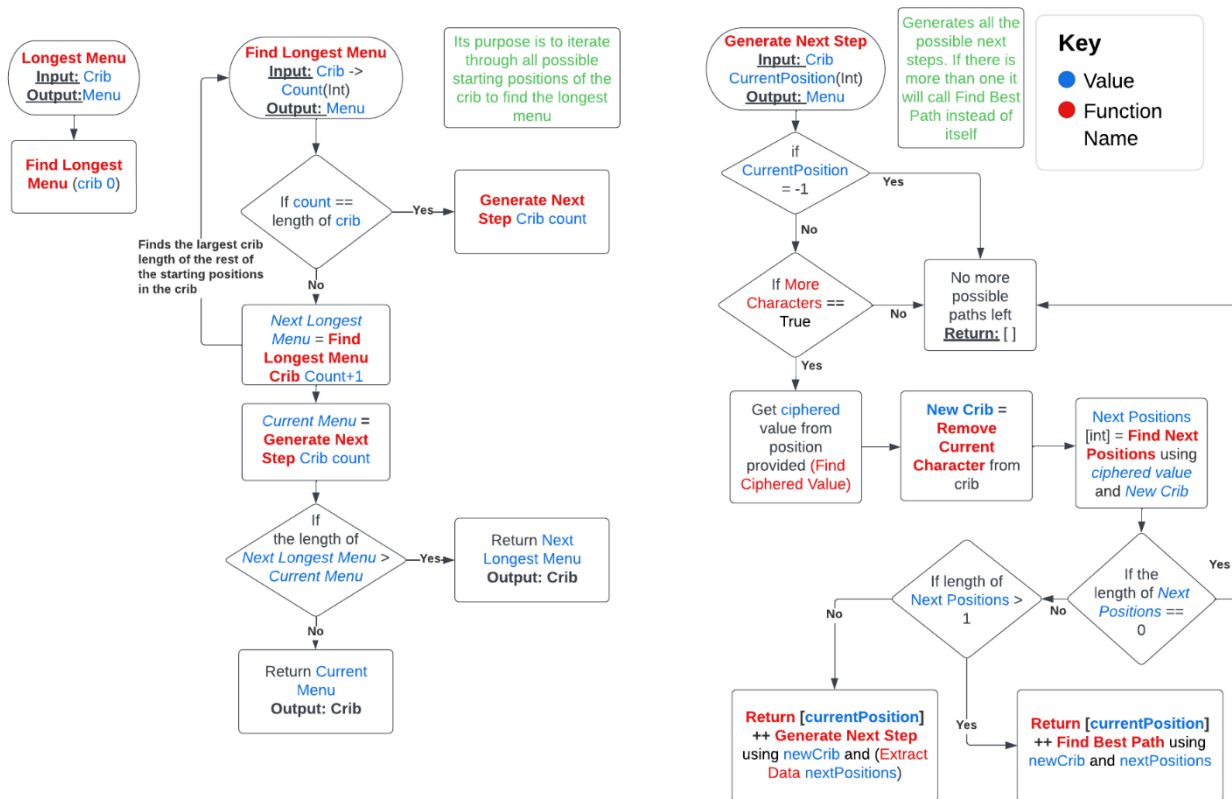 Longest Menu
Input: Crib
Output:Menu
Find Longest
Menu (crib 0)
Find Longest Menu
Input: Crib ->
Count(Int)
Output: Menu
Its purpose is to iterate
through all possible
starting positions of the
crib to find the longest
menu
If count ==
length of crib
Yes
Generate Next
Step Crib count
Finds the largest crib
length of the rest of
the starting positions
in the crib
No
Next Longest
Menu = Find
Longest Menu
Crib Count+1
Current Menu =
Generate Next
Step Crib count
If
the length of
Next Longest Menu >
Current Menu
Yes
Return Next
Longest Menu
Output: Crib
No
Return Current
Menu
Output: Crib
Generate Next Step
Input: Crib
CurrentPosition(Int)
Output: Menu
Generates all the
possible next
steps. If there is
more than one it
will call Find Best
Path instead of
itself
Key
Value
Function
Name
if
CurrentPosition
= -1
Yes
No
If More
Characters ==
True
No
No more
possible
paths left
Return: [ ]
Yes
Get ciphered
value from
position
provided (Find
Ciphered Value)
New Crib =
Remove
Current
Character from
crib
Next Positions
[int] = Find Next
Positions using
ciphered value
and New Crib
If the
length of Next
Positions ==
0
Yes
No
If length of
Next Positions >
1
No
Yes
Return [currentPosition]
++ Generate Next Step
using newCrib and (Extract
Data nextPositions)
Return [currentPosition]
++ Find Best Path using
newCrib and nextPositions